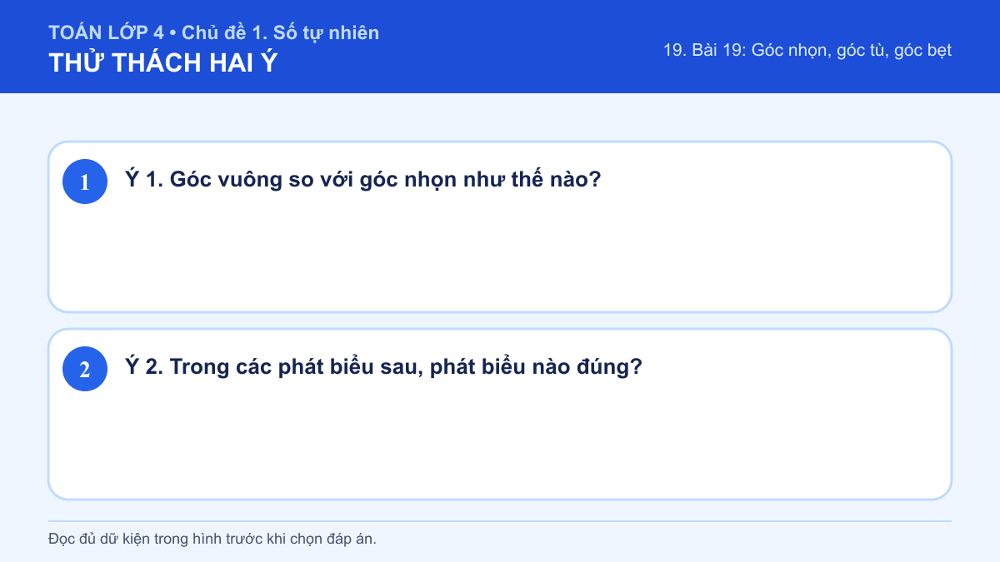 TOÁN LỚP 4 • Chủ đề 1. Số tự nhiên
THỬ THÁCH HAI Ý
19. Bài 19: Góc nhọn, góc tù, góc bẹt
1
Ý 1. Góc vuông so với góc nhọn như thế nào?
2
Ý 2. Trong các phát biểu sau, phát biểu nào đúng?
Đọc đủ dữ kiện trong hình trước khi chọn đáp án.